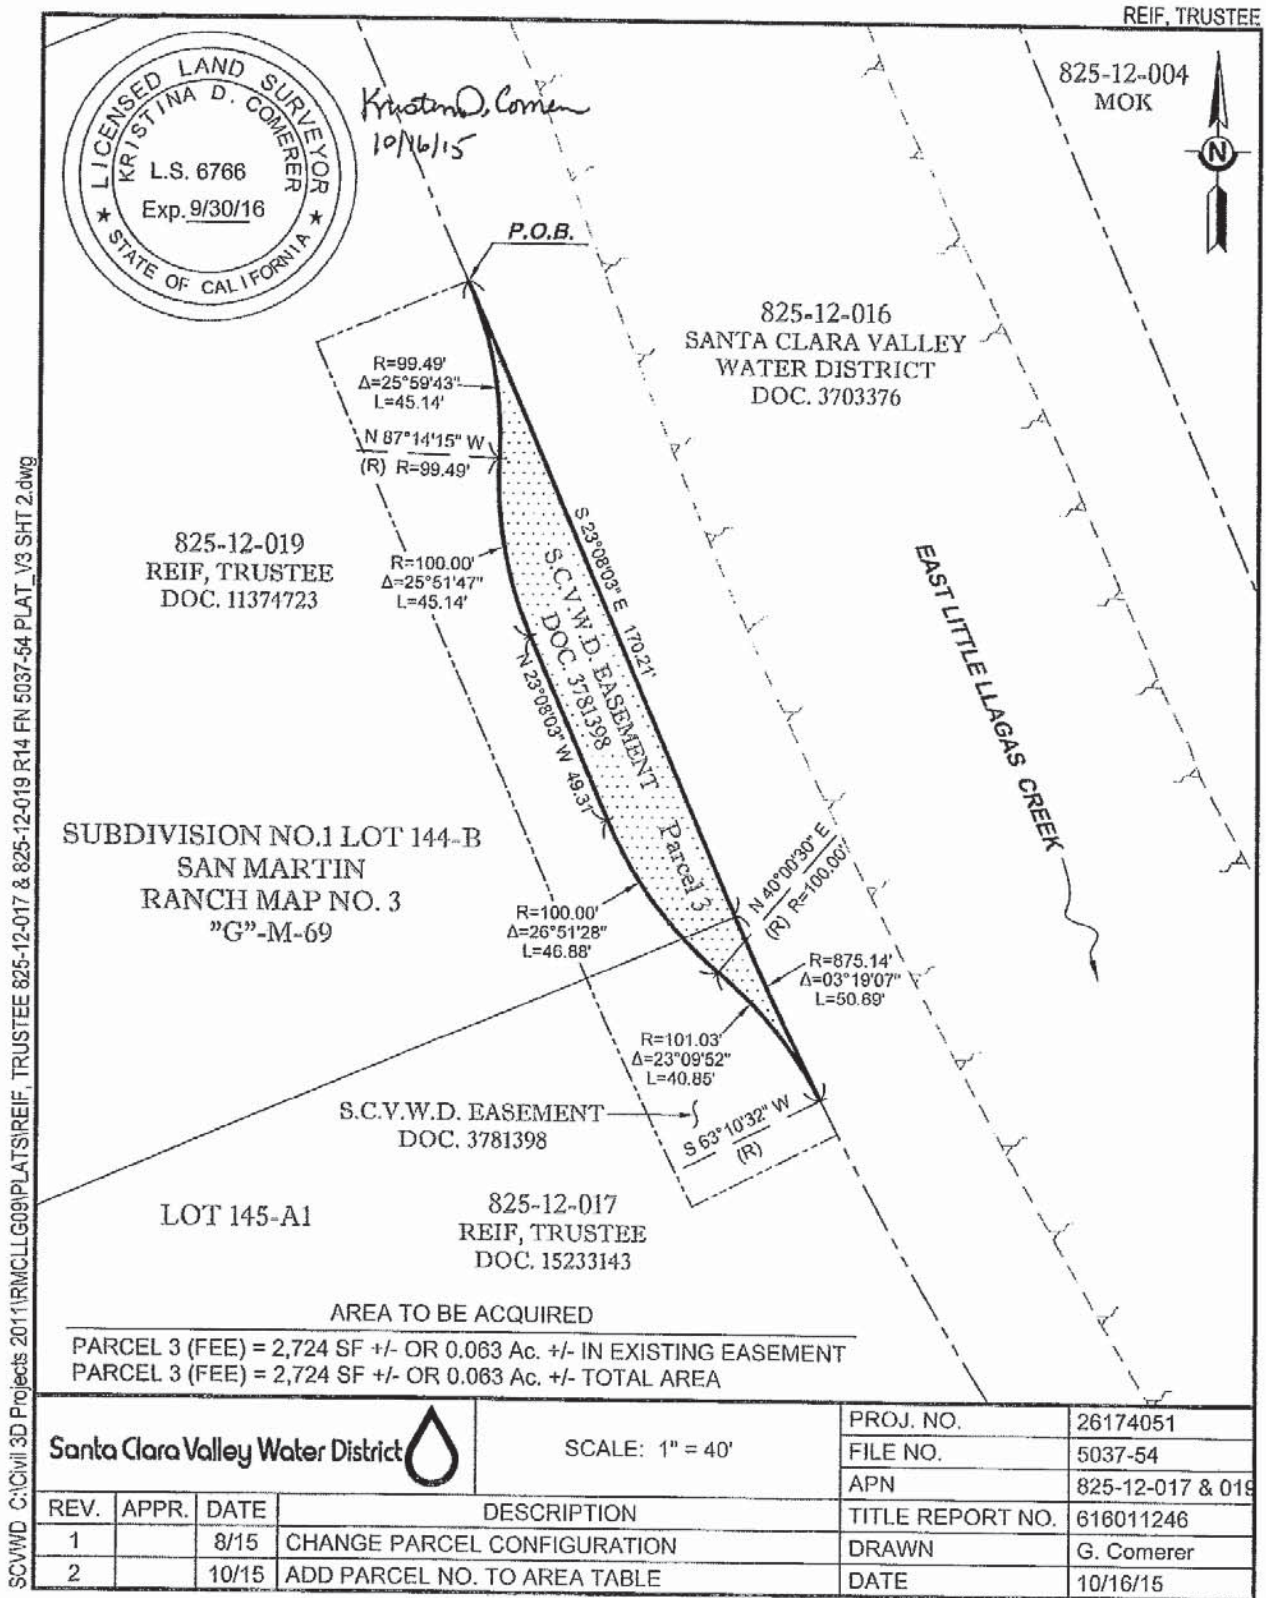 REIF, TRUSTEE
825-12-004
MOK
N
LICENSED LAND SURVEYOR
KRISTINA D. COMERER
L.S. 6766
Exp. 9/30/16
★ STATE OF CALIFORNIA ★
10/16/15
P.O.B.
825-12-016
SANTA CLARA VALLEY
WATER DISTRICT
DOC. 3703376
R=99.49'
Δ=25°59'43"
L=45.14'
N 87°14'15" W
(R) R=99.49'
825-12-019
REIF, TRUSTEE
DOC. 11374723
R=100.00'
Δ=25°51'47"
L=45.14'
S 23°08'03" E 170.21'
S.C.V.W.D. EASEMENT
DOC. 3781398
Parcel 3
N 23°08'03" W 49.31'
EAST LITTLE LLAGAS CREEK
SUBDIVISION NO.1 LOT 144-B
SAN MARTIN
RANCH MAP NO. 3
"G"-M-69
N 40°00'30" E
(R) R=100.00'
R=100.00'
Δ=26°51'28"
L=46.88'
R=875.14'
Δ=03°19'07"
L=50.69'
R=101.03'
Δ=23°09'52"
L=40.85'
S.C.V.W.D. EASEMENT
DOC. 3781398
S 63°10'32" W
(R)
LOT 145-A1
825-12-017
REIF, TRUSTEE
DOC. 15233143
AREA TO BE ACQUIRED
PARCEL 3 (FEE) = 2,724 SF +/- OR 0.063 Ac. +/- IN EXISTING EASEMENT
PARCEL 3 (FEE) = 2,724 SF +/- OR 0.063 Ac. +/- TOTAL AREA
Santa Clara Valley Water District
SCALE: 1" = 40'
PROJ. NO. 26174051
FILE NO. 5037-54
APN 825-12-017 & 019
TITLE REPORT NO. 616011246
DRAWN G. Comerer
DATE 10/16/15
REV. APPR. DATE DESCRIPTION
1 8/15 CHANGE PARCEL CONFIGURATION
2 10/15 ADD PARCEL NO. TO AREA TABLE
SCVWD C:\Civil 3D Projects 2011\RMCLLG09\PLATS\REIF, TRUSTEE 825-12-017 & 825-12-019 R14 FN 5037-54 PLAT_V3 SHT 2.dwg